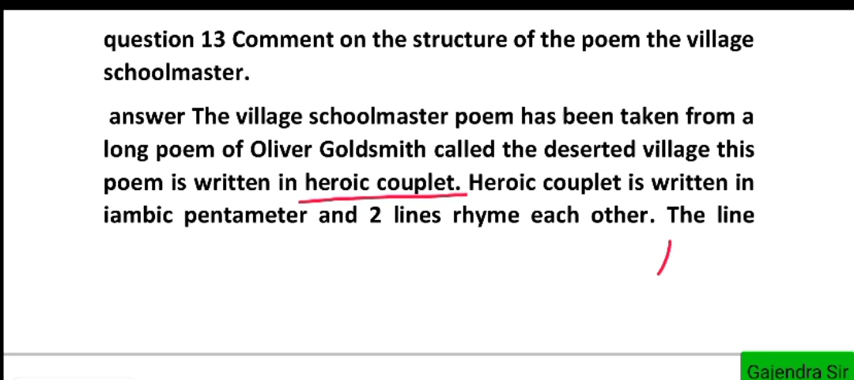 question 13 Comment on the structure of the poem the village
schoolmaster.
answer The village schoolmaster poem has been taken from a
long poem of Oliver Goldsmith called the deserted village this
poem is written in heroic couplet. Heroic couplet is written in
iambic pentameter and 2 lines rhyme each other. The line
Gajendra Sir